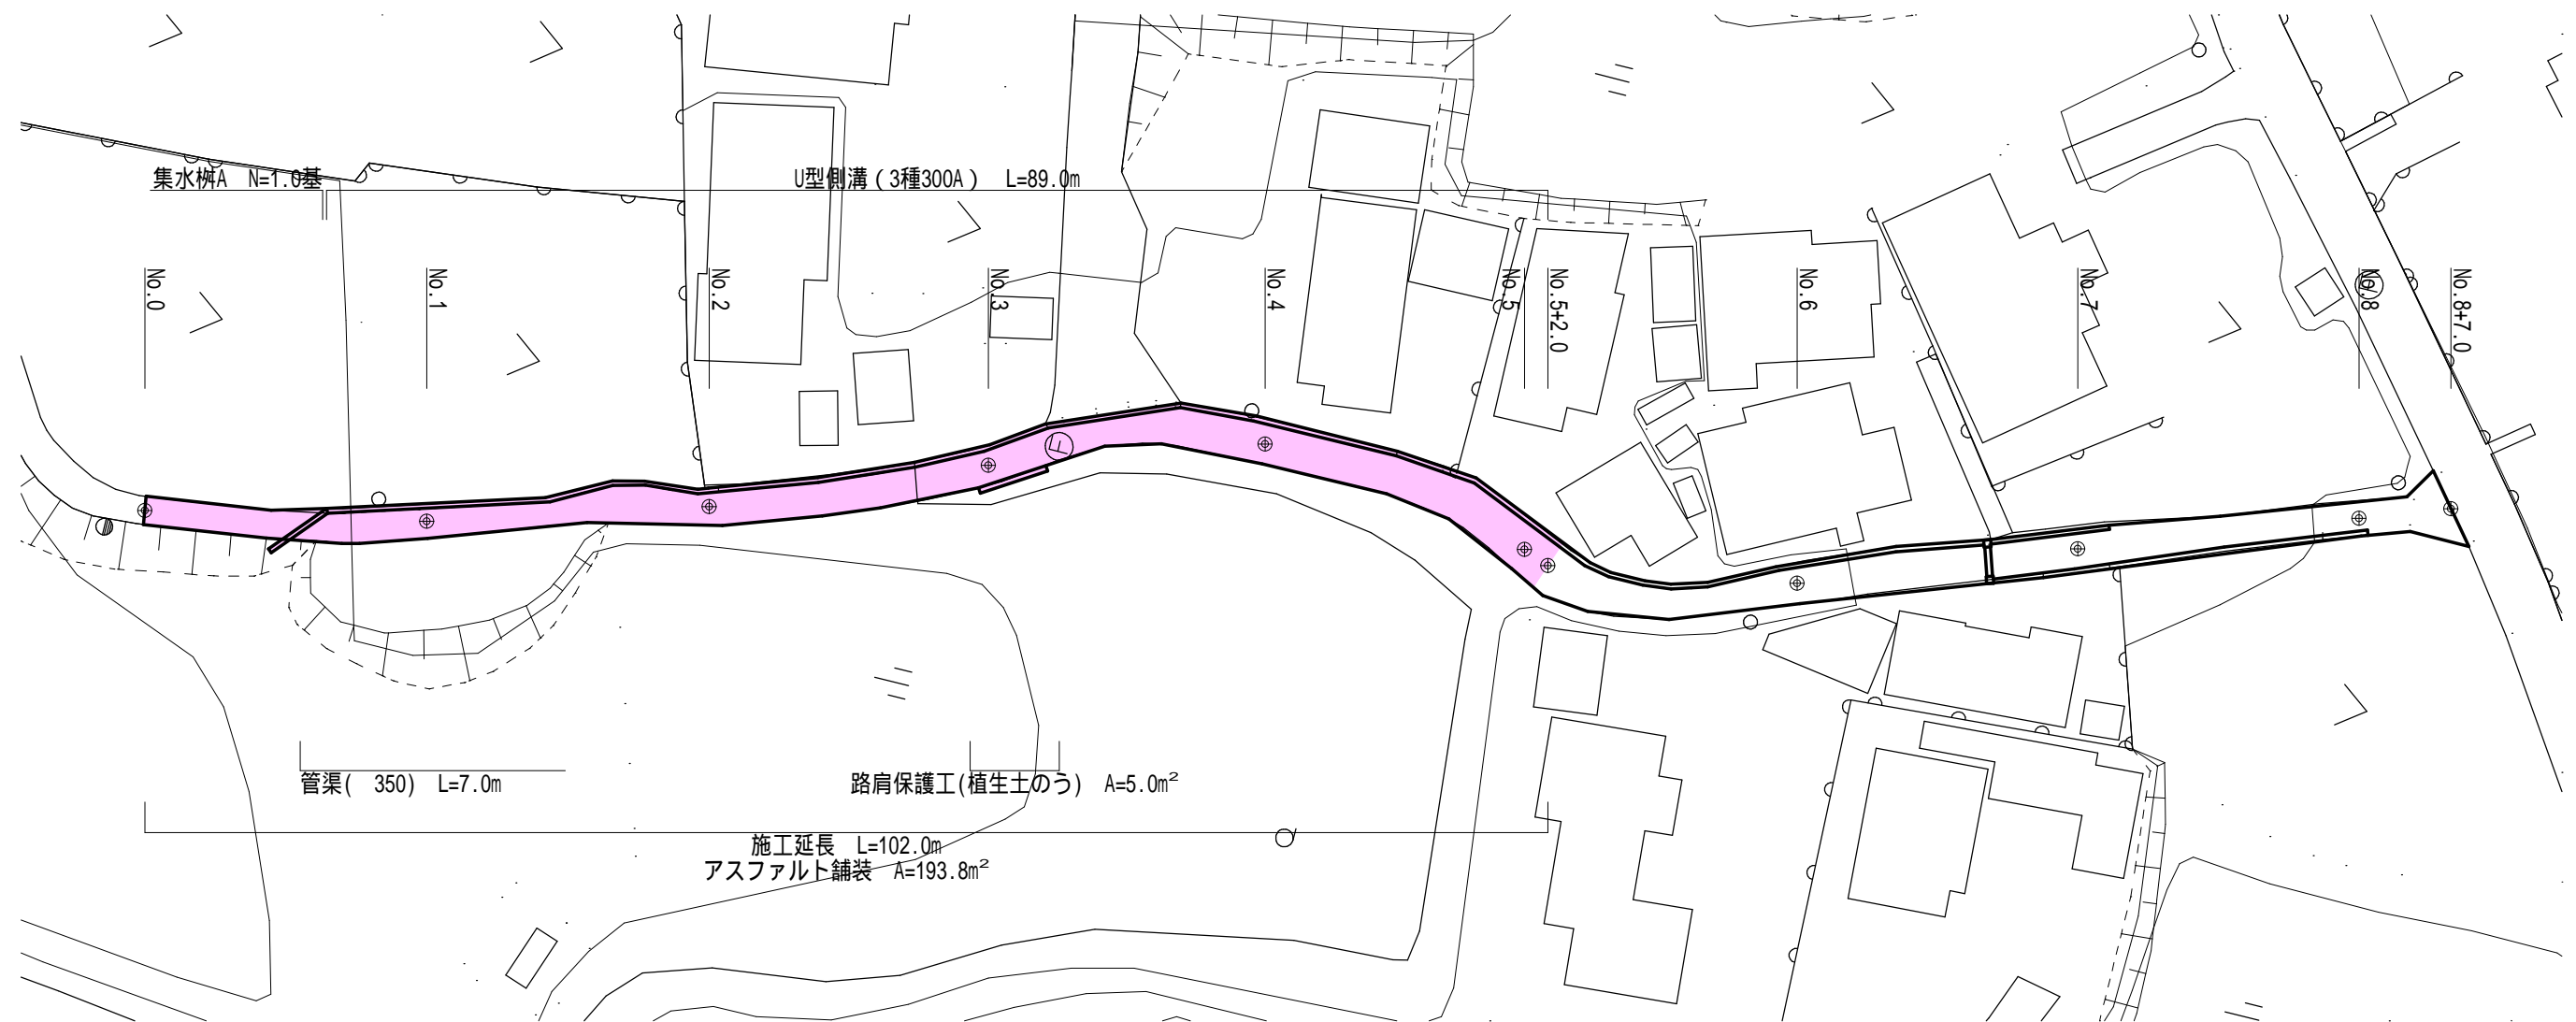 集水桝A　N=1.0基
U型側溝（3種300A）　L=89.0m
No.0
No.1
No.2
No.3
No.4
No.5
No.5+2.0
No.6
No.7
No.8
No.8+7.0
管渠(　350)　L=7.0m
路肩保護工(植生土のう)　A=5.0m²
施工延長　L=102.0m
アスファルト舗装　A=193.8m²